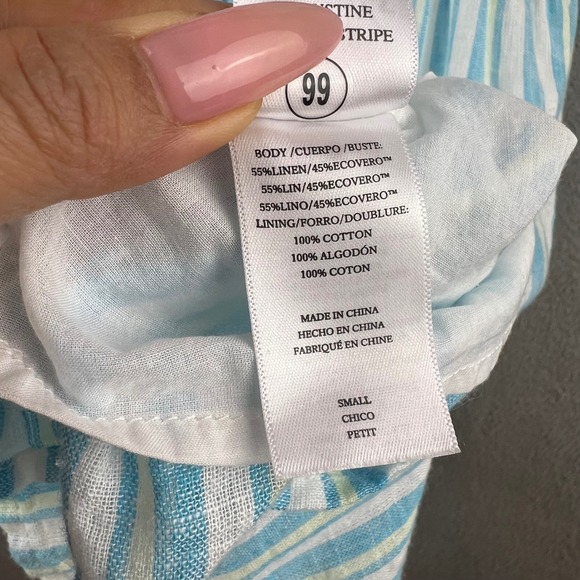 STRIPE
99
BODY /CUERPO /BUSTE:
55%LINEN/45%ECOVERO™
55%LIN/45%ECOVERO™
55%LINO/45%ECOVERO™
LINING/FORRO/DOUBLURE:
100% COTTON
100% ALGODÓN
100% COTON
MADE IN CHINA
HECHO EN CHINA
FABRIQUÉ EN CHINE
SMALL
CHICO
PETIT